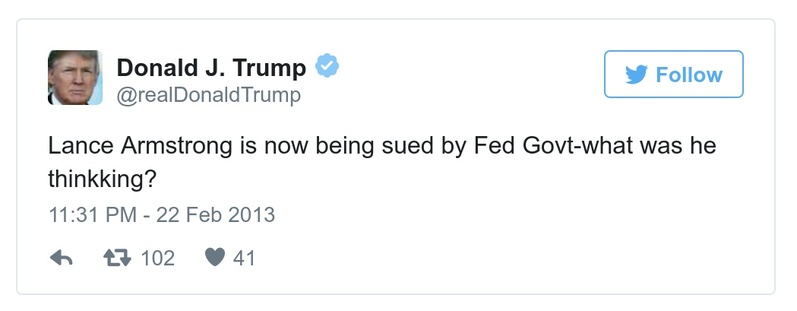 Donald J. Trump
@realDonaldTrump
Follow
Lance Armstrong is now being sued by Fed Govt-what was he
thinkking?
11:31 PM - 22 Feb 2013
102 41